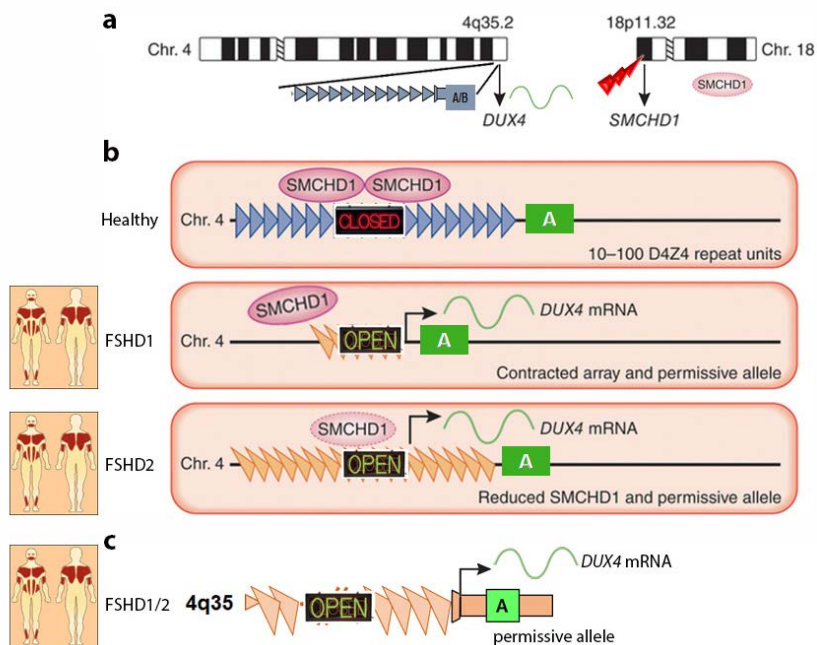 a
4q35.2
18p11.32
Chr. 4
Chr. 18
A/B
SMCHD1
DUX4
SMCHD1
b
SMCHD1 SMCHD1
Healthy
Chr. 4
CLOSED
A
10–100 D4Z4 repeat units
SMCHD1
DUX4 mRNA
FSHD1
Chr. 4
OPEN
A
Contracted array and permissive allele
SMCHD1
DUX4 mRNA
FSHD2
Chr. 4
OPEN
A
Reduced SMCHD1 and permissive allele
c
DUX4 mRNA
FSHD1/2
4q35
OPEN
A
permissive allele